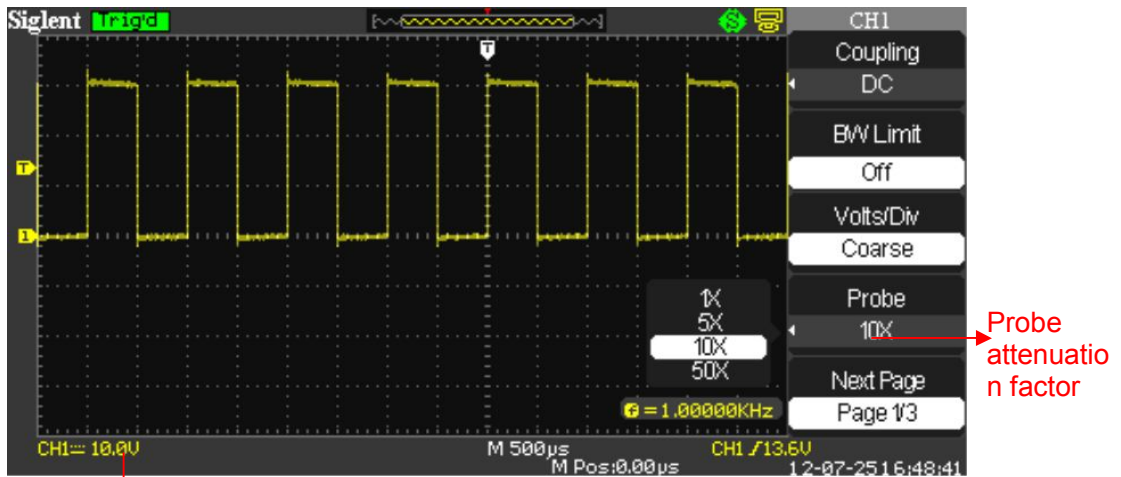 Siglent Trig'd CH1
Coupling
DC
BW Limit
Off
Volts/Div
Coarse
Probe
10X
Next Page
Page 1/3
T
T
1
1X
5X
10X
50X
f = 1.00000KHz
CH1 10.0V M 500µs CH1 /13.6V
M Pos:0.00µs 12-07-25 16:48:41
Probe
attenuatio
n factor